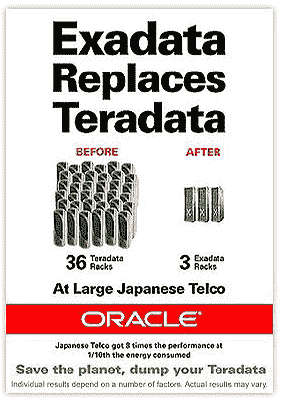 Exadata
Replaces
Teradata
BEFORE AFTER
36 Teradata Racks 3 Exadata Racks
At Large Japanese Telco
ORACLE®
Japanese Telco got 8 times the performance at
1/10th the energy consumed
Save the planet, dump your Teradata
Individual results depend on a number of factors. Actual results may vary.